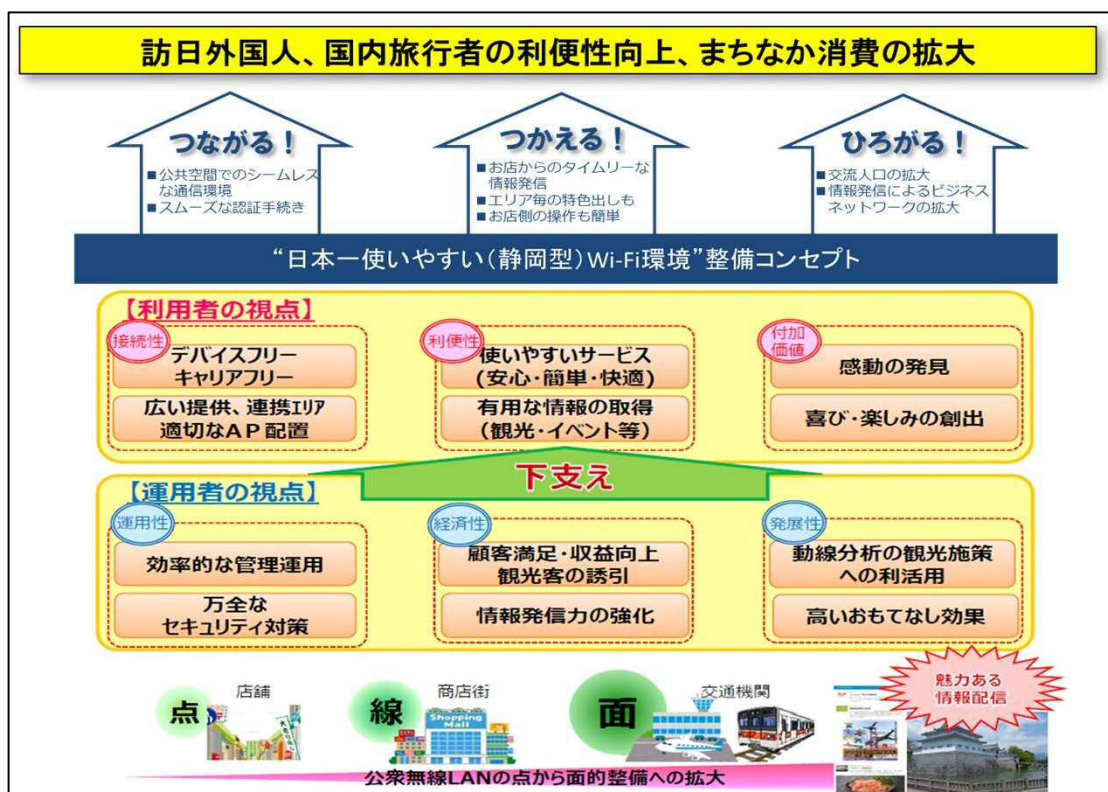 訪日外国人、国内旅行者の利便性向上、まちなか消費の拡大
つながる！
■公共空間でのシームレス
な通信環境
■スムーズな認証手続き
つかえる！
■お店からのタイムリーな
情報発信
■エリア毎の特色出しも
■お店側の操作も簡単
ひろがる！
■交流人口の拡大
■情報発信によるビジネス
ネットワークの拡大
“日本一使いやすい（静岡型）Wi-Fi環境”整備コンセプト
【利用者の視点】
接続性
デバイスフリー
キャリアフリー
広い提供、連携エリア
適切なAP配置
利便性
使いやすいサービス
(安心・簡単・快適)
有用な情報の取得
(観光・イベント等)
付加
価値
感動の発見
喜び・楽しみの創出
下支え
【運用者の視点】
運用性
効率的な管理運用
万全な
セキュリティ対策
経済性
顧客満足・収益向上
観光客の誘引
情報発信力の強化
発展性
動線分析の観光施策
への利活用
高いおもてなし効果
点
店舗
線
商店街
Shopping
Mall
面
交通機関
魅力ある
情報配信
公衆無線LANの点から面的整備への拡大